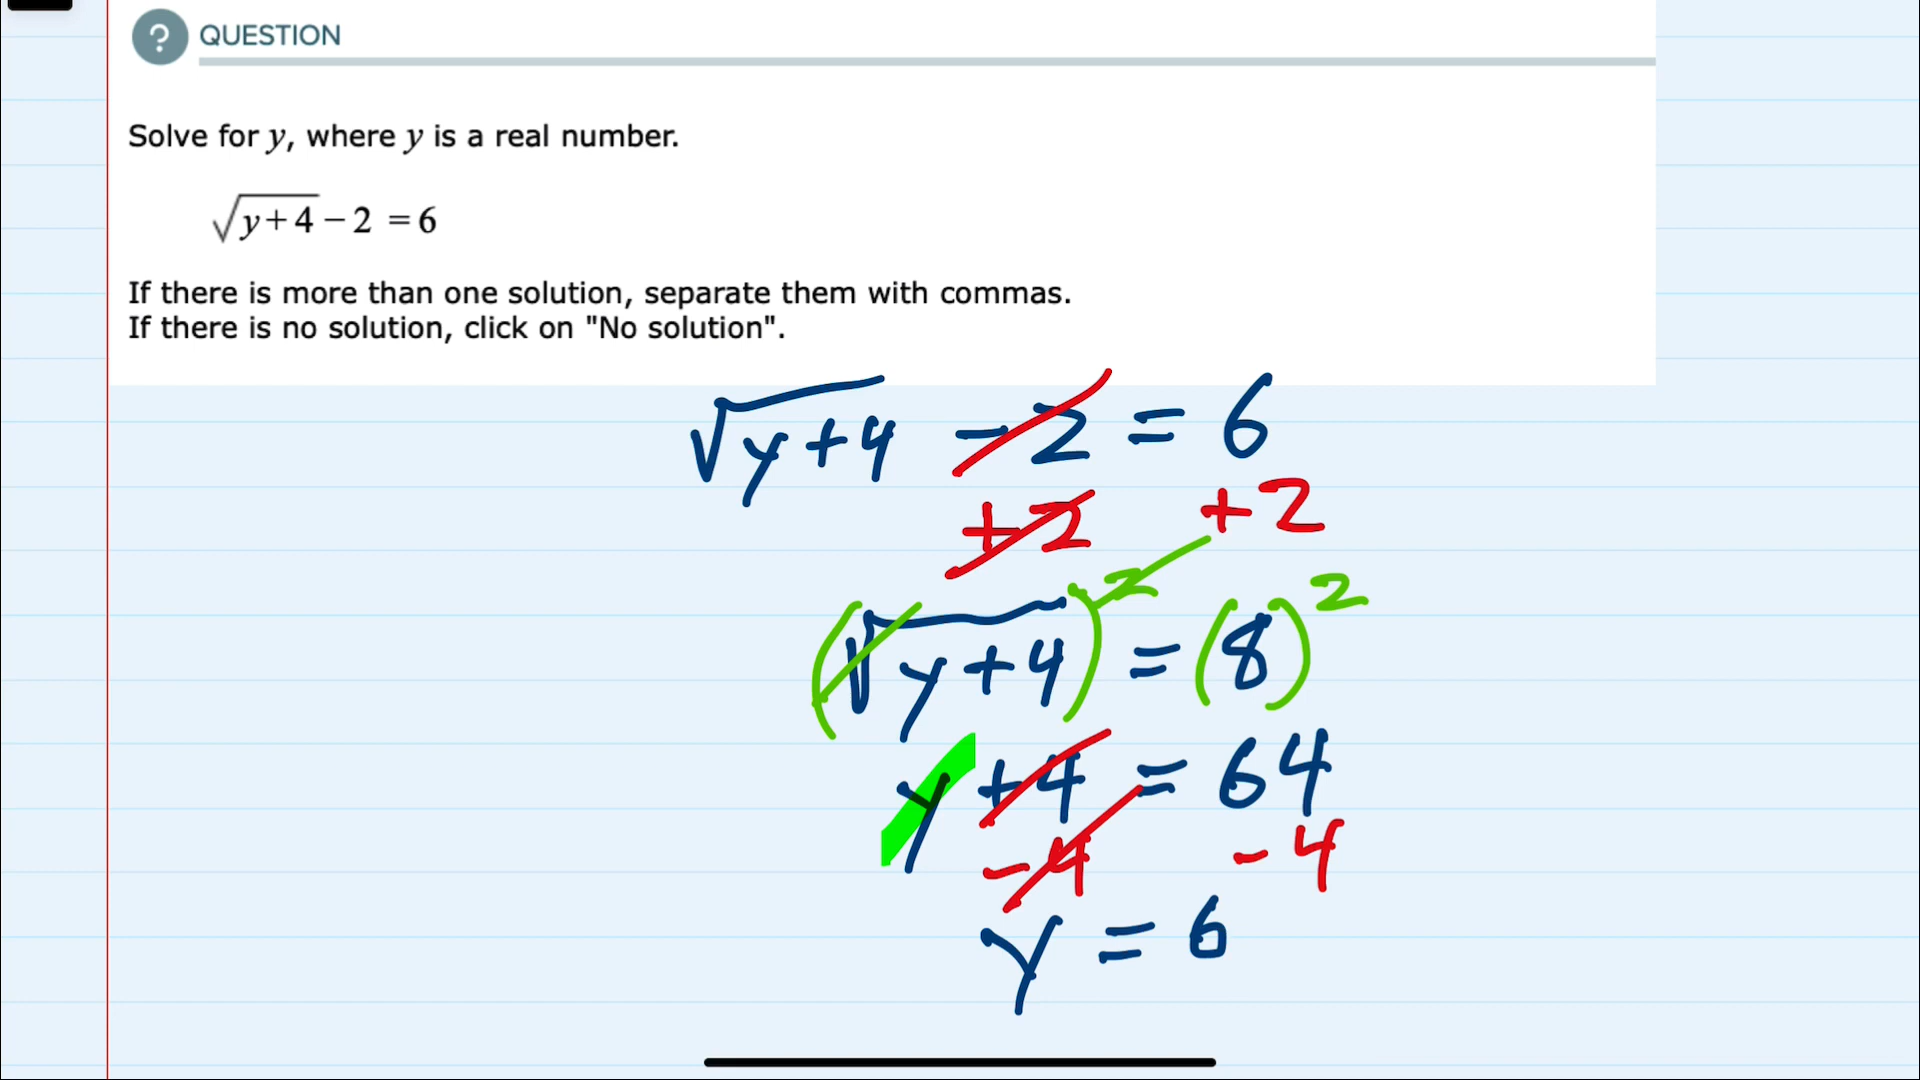 ? QUESTION
Solve for y, where y is a real number.
√(y+4) − 2 = 6
If there is more than one solution, separate them with commas.
If there is no solution, click on "No solution".
√(y+4) −2 = 6
+2 +2
(√(y+4))² = (8)²
y +4 = 64
−4 −4
y = 6